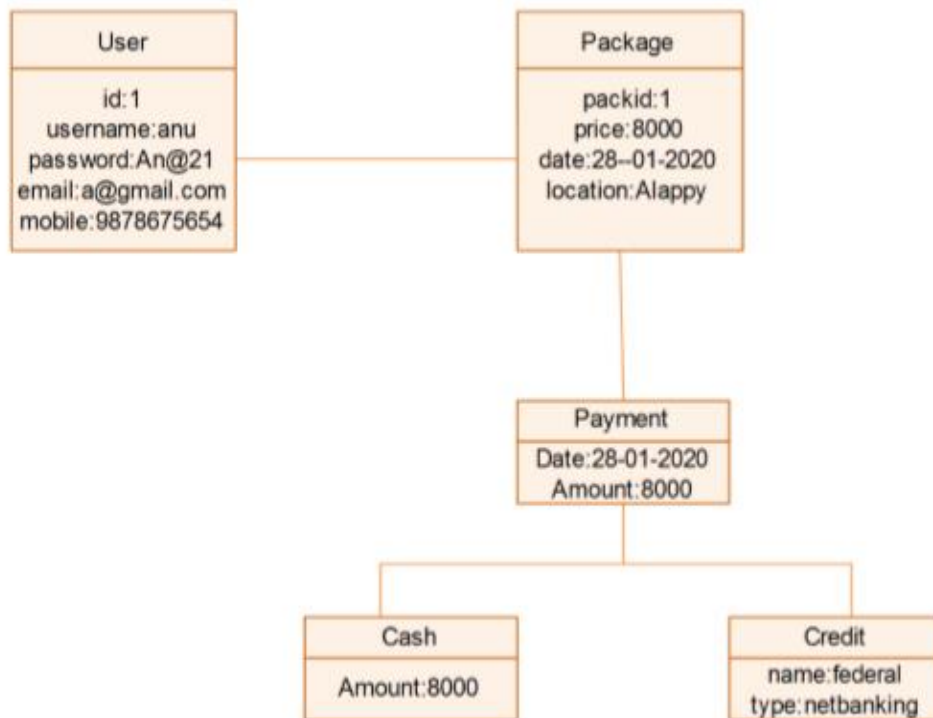 User
id:1
username:anu
password:An@21
email:a@gmail.com
mobile:9878675654
Package
packid:1
price:8000
date:28--01-2020
location:Alappy
Payment
Date:28-01-2020
Amount:8000
Cash
Amount:8000
Credit
name:federal
type:netbanking